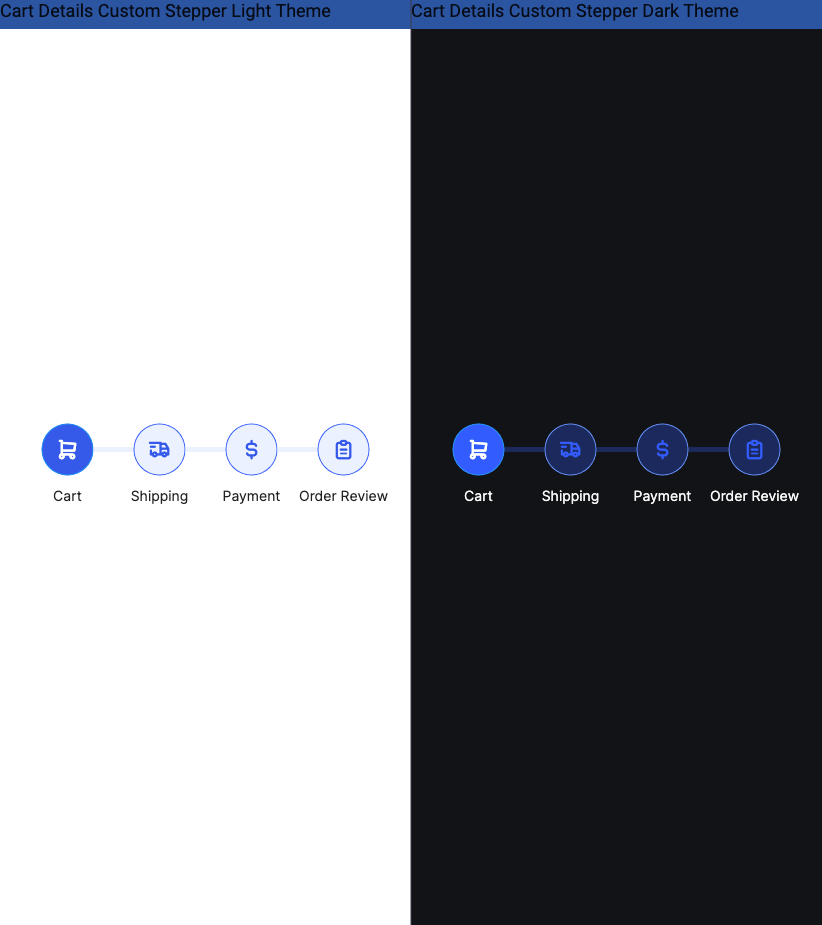 Cart Details Custom Stepper Light Theme
Cart Details Custom Stepper Dark Theme
Cart Shipping Payment Order Review
Cart Shipping Payment Order Review